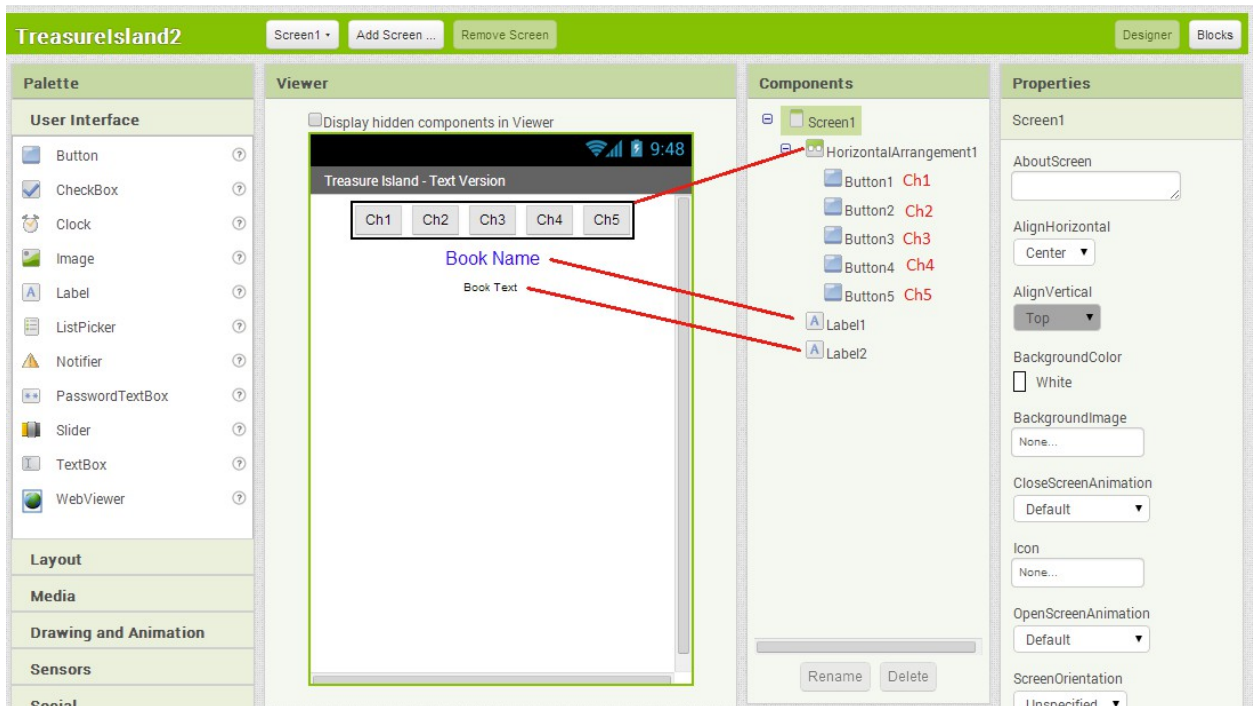 TreasureIsland2
Screen1
Add Screen ...
Remove Screen
Designer
Blocks
Palette
User Interface
Button
CheckBox
Clock
Image
Label
ListPicker
Notifier
PasswordTextBox
Slider
TextBox
WebViewer
Layout
Media
Drawing and Animation
Sensors
Social
Viewer
Display hidden components in Viewer
9:48
Treasure Island - Text Version
Ch1 Ch2 Ch3 Ch4 Ch5
Book Name
Book Text
Components
Screen1
HorizontalArrangement1
Button1 Ch1
Button2 Ch2
Button3 Ch3
Button4 Ch4
Button5 Ch5
A Label1
A Label2
Rename
Delete
Properties
Screen1
AboutScreen
AlignHorizontal
Center
AlignVertical
Top
BackgroundColor
White
BackgroundImage
None...
CloseScreenAnimation
Default
Icon
None...
OpenScreenAnimation
Default
ScreenOrientation
Unspecified